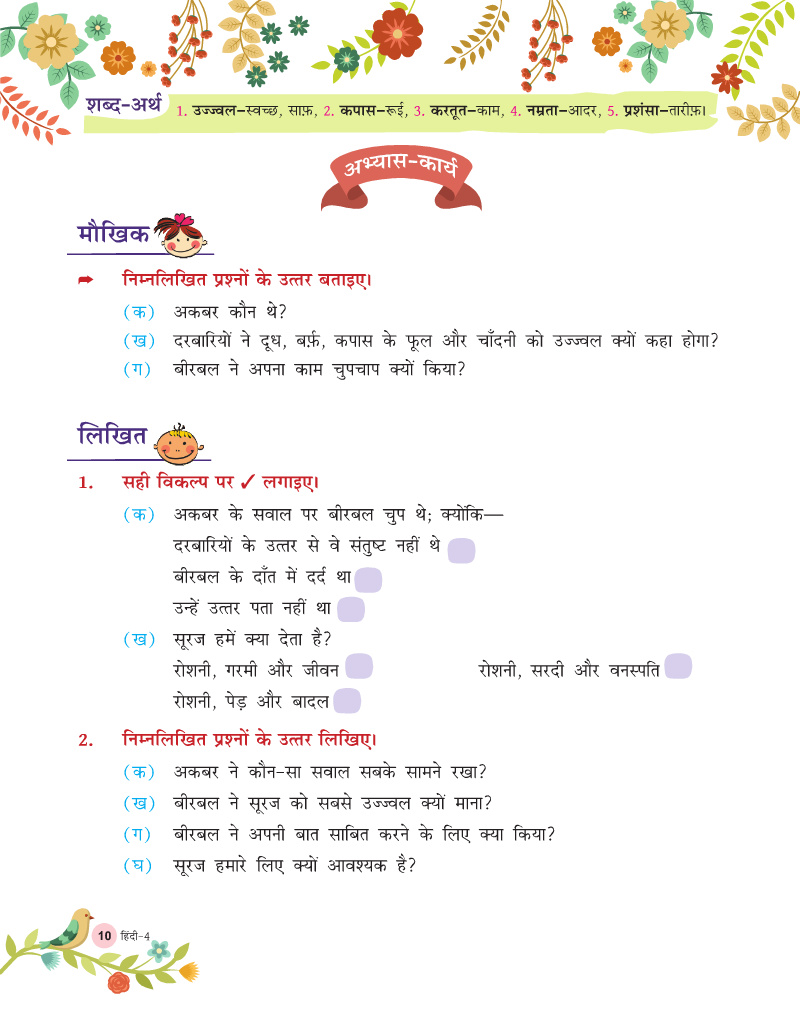 शब्द-अर्थ 1. उज्ज्वल–स्वच्छ, साफ़, 2. कपास–रूई, 3. करतूत–काम, 4. नम्रता–आदर, 5. प्रशंसा–तारीफ़।
अभ्यास-कार्य
मौखिक
➦ निम्नलिखित प्रश्नों के उत्तर बताइए।
(क) अकबर कौन थे?
(ख) दरबारियों ने दूध, बर्फ़, कपास के फूल और चाँदनी को उज्ज्वल क्यों कहा होगा?
(ग) बीरबल ने अपना काम चुपचाप क्यों किया?
लिखित
1. सही विकल्प पर ✓ लगाइए।
(क) अकबर के सवाल पर बीरबल चुप थे; क्योंकि—
दरबारियों के उत्तर से वे संतुष्ट नहीं थे
बीरबल के दाँत में दर्द था
उन्हें उत्तर पता नहीं था
(ख) सूरज हमें क्या देता है?
रोशनी, गरमी और जीवन रोशनी, सरदी और वनस्पति
रोशनी, पेड़ और बादल
2. निम्नलिखित प्रश्नों के उत्तर लिखिए।
(क) अकबर ने कौन-सा सवाल सबके सामने रखा?
(ख) बीरबल ने सूरज को सबसे उज्ज्वल क्यों माना?
(ग) बीरबल ने अपनी बात साबित करने के लिए क्या किया?
(घ) सूरज हमारे लिए क्यों आवश्यक है?
10 हिंदी-4